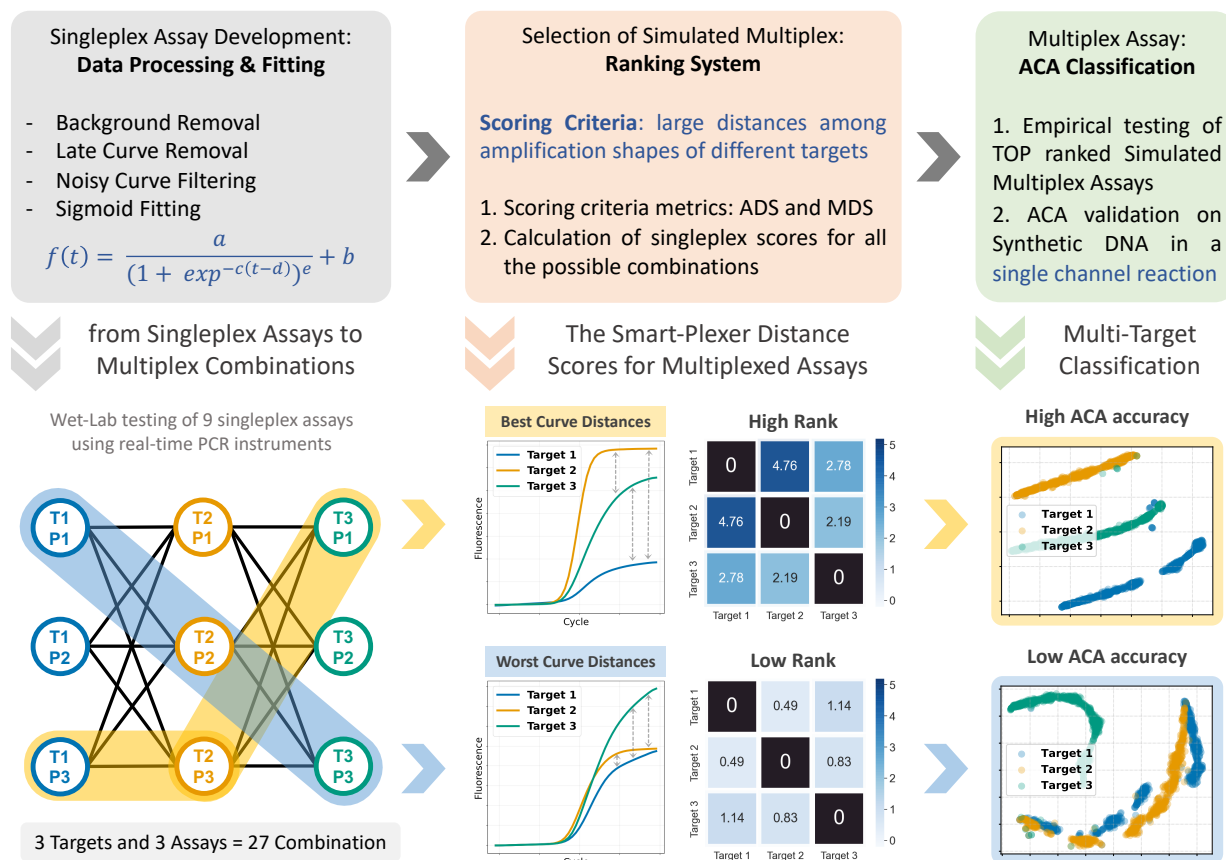 Singleplex Assay Development:
Data Processing & Fitting
- Background Removal
- Late Curve Removal
- Noisy Curve Filtering
- Sigmoid Fitting
f(t) = a / (1 + exp^{-c(t-d)})^e + b
Selection of Simulated Multiplex:
Ranking System
Scoring Criteria: large distances among
amplification shapes of different targets
1. Scoring criteria metrics: ADS and MDS
2. Calculation of singleplex scores for all
the possible combinations
Multiplex Assay:
ACA Classification
1. Empirical testing of
TOP ranked Simulated
Multiplex Assays
2. ACA validation on
Synthetic DNA in a
single channel reaction
from Singleplex Assays to
Multiplex Combinations
The Smart-Plexer Distance
Scores for Multiplexed Assays
Multi-Target
Classification
Wet-Lab testing of 9 singleplex assays
using real-time PCR instruments
T1
P1
T2
P1
T3
P1
T1
P2
T2
P2
T3
P2
T1
P3
T2
P3
T3
P3
3 Targets and 3 Assays = 27 Combination
Best Curve Distances
Target 1
Target 2
Target 3
Fluorescence
Cycle
High Rank
Target 1
Target 2
Target 3
0 4.76 2.78
4.76 0 2.19
2.78 2.19 0
Target 1 Target 2 Target 3
5
4
3
2
1
0
High ACA accuracy
Target 1
Target 2
Target 3
Worst Curve Distances
Target 1
Target 2
Target 3
Fluorescence
Cycle
Low Rank
Target 1
Target 2
Target 3
0 0.49 1.14
0.49 0 0.83
1.14 0.83 0
Target 1 Target 2 Target 3
5
4
3
2
1
0
Low ACA accuracy
Target 1
Target 2
Target 3